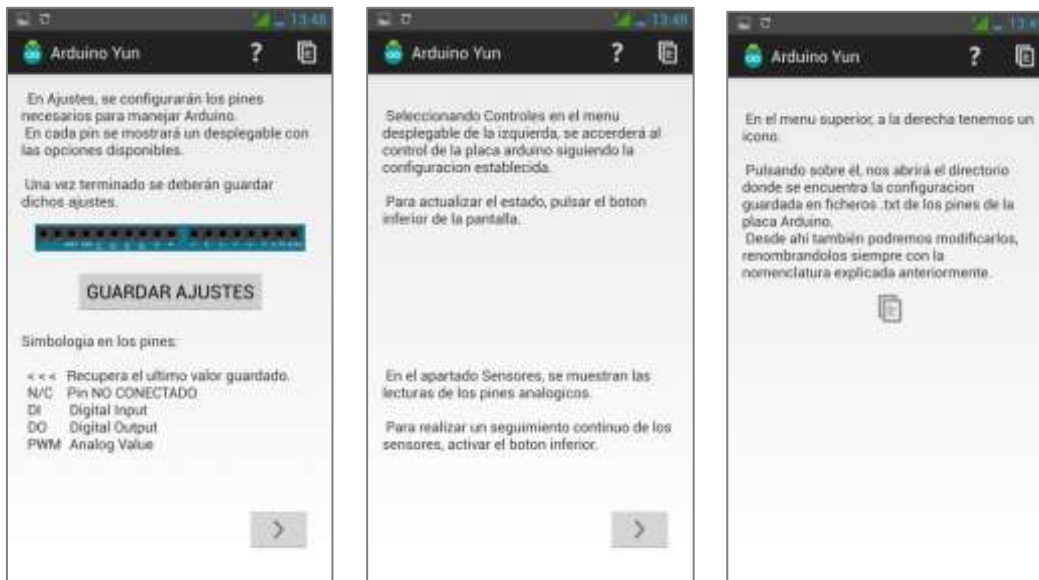 13:48
Arduino Yun ?
En Ajustes, se configurarán los pines
necesarios para manejar Arduino.
En cada pin se mostrará un desplegable con
las opciones disponibles.
Una vez terminado se deberán guardar
dichos ajustes.
GUARDAR AJUSTES
Simbologia en los pines:
<<< Recupera el ultimo valor guardado.
N/C Pin NO CONECTADO
DI Digital Input
DO Digital Output
PWM Analog Value
>
13:48
Arduino Yun ?
Seleccionando Controles en el menu
desplegable de la izquierda, se accerderá al
control de la placa arduino siguiendo la
configuracion establecida.
Para actualizar el estado, pulsar el boton
inferior de la pantalla.
En el apartado Sensores, se muestran las
lecturas de los pines analogicos.
Para realizar un seguimiento continuo de los
sensores, activar el boton inferior.
>
Arduino Yun ?
En el menu superior, a la derecha tenemos un
icono.
Pulsando sobre él, nos abrirá el directorio
donde se encuentra la configuracion
guardada en ficheros .txt de los pines de la
placa Arduino.
Desde ahi también podremos modificarlos,
renombrandolos siempre con la
nomenclatura explicada anteriormente.